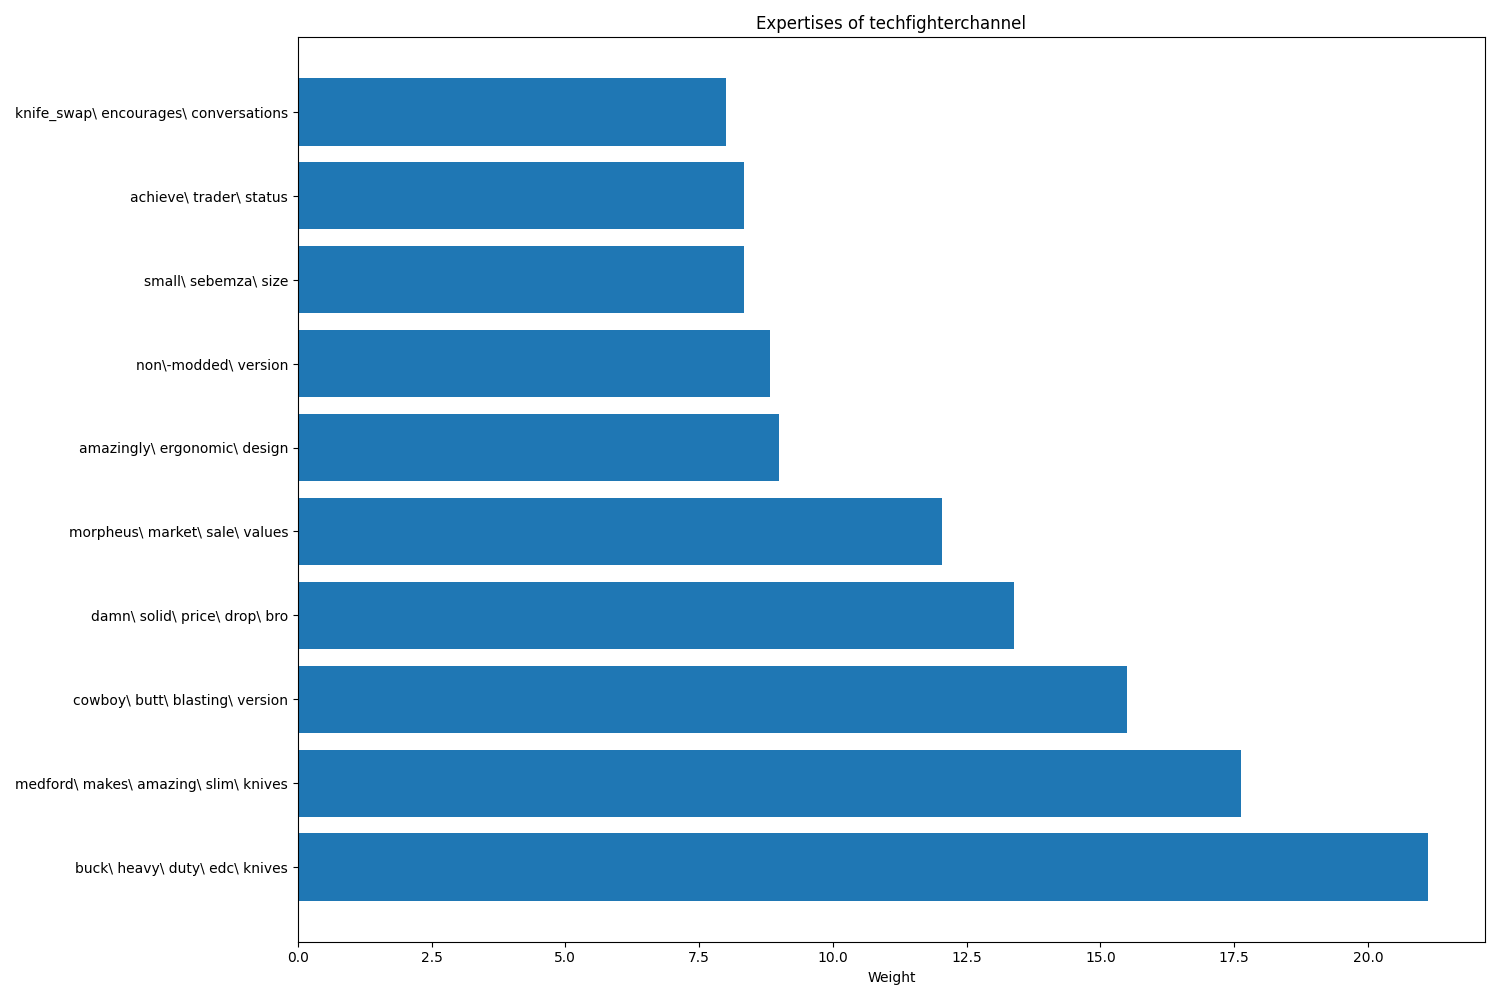 Expertises of techfighterchannel
knife_swap\ encourages\ conversations
achieve\ trader\ status
small\ sebemza\ size
non\-modded\ version
amazingly\ ergonomic\ design
morpheus\ market\ sale\ values
damn\ solid\ price\ drop\ bro
cowboy\ butt\ blasting\ version
medford\ makes\ amazing\ slim\ knives
buck\ heavy\ duty\ edc\ knives
0.0 2.5 5.0 7.5 10.0 12.5 15.0 17.5 20.0
Weight